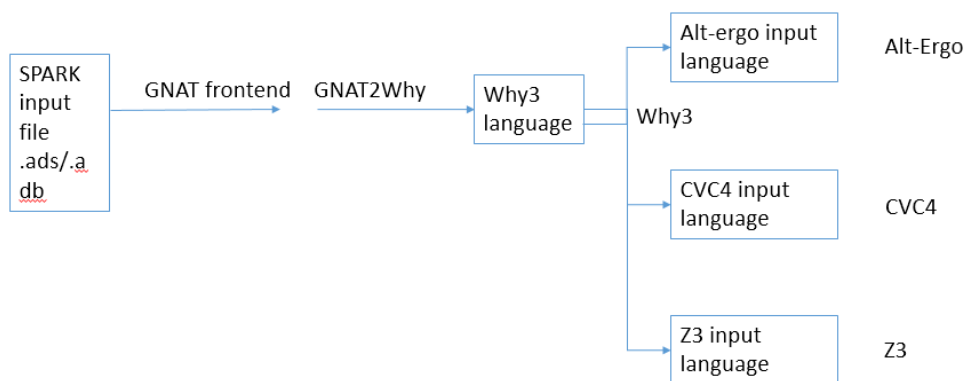 SPARK
input
file
.ads/.a
db
GNAT frontend
GNAT2Why
Why3
language
Why3
Alt-ergo input
language
Alt-Ergo
CVC4 input
language
CVC4
Z3 input
language
Z3